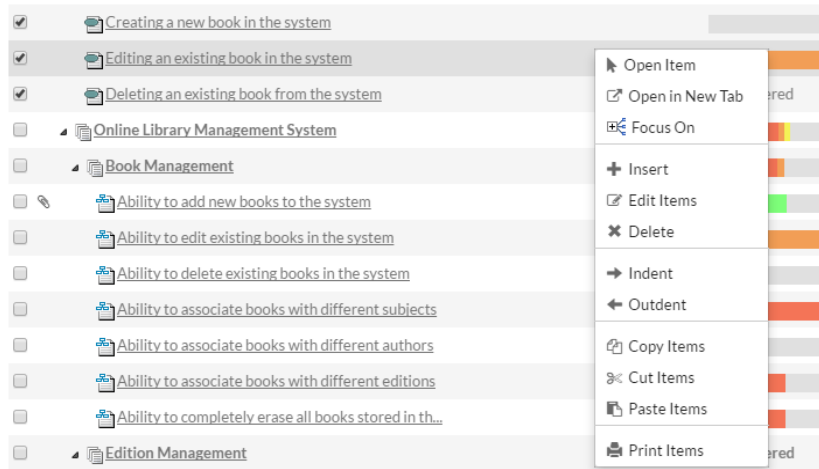 Creating a new book in the system
Editing an existing book in the system
Deleting an existing book from the system
Online Library Management System
Book Management
Ability to add new books to the system
Ability to edit existing books in the system
Ability to delete existing books in the system
Ability to associate books with different subjects
Ability to associate books with different authors
Ability to associate books with different editions
Ability to completely erase all books stored in th...
Edition Management
Open Item
Open in New Tab
Focus On
Insert
Edit Items
Delete
Indent
Outdent
Copy Items
Cut Items
Paste Items
Print Items